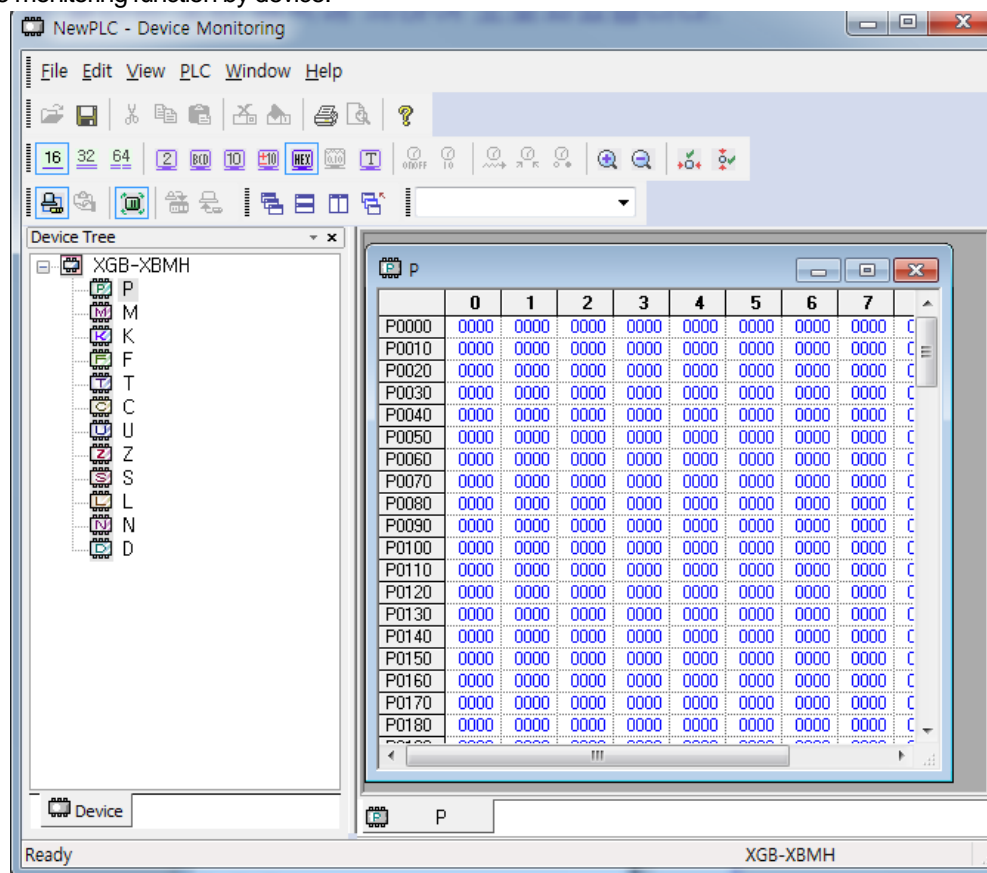 monitoring function by device.
NewPLC - Device Monitoring
File Edit View PLC Window Help
16 32 64 2 BCD 10 ±10 HEX 0.10 T
Device Tree
XGB-XBMH
P
M
K
F
T
C
U
Z
S
L
N
D
Device
P
0 1 2 3 4 5 6 7
P0000 0000 0000 0000 0000 0000 0000 0000 0000
P0010 0000 0000 0000 0000 0000 0000 0000 0000
P0020 0000 0000 0000 0000 0000 0000 0000 0000
P0030 0000 0000 0000 0000 0000 0000 0000 0000
P0040 0000 0000 0000 0000 0000 0000 0000 0000
P0050 0000 0000 0000 0000 0000 0000 0000 0000
P0060 0000 0000 0000 0000 0000 0000 0000 0000
P0070 0000 0000 0000 0000 0000 0000 0000 0000
P0080 0000 0000 0000 0000 0000 0000 0000 0000
P0090 0000 0000 0000 0000 0000 0000 0000 0000
P0100 0000 0000 0000 0000 0000 0000 0000 0000
P0110 0000 0000 0000 0000 0000 0000 0000 0000
P0120 0000 0000 0000 0000 0000 0000 0000 0000
P0130 0000 0000 0000 0000 0000 0000 0000 0000
P0140 0000 0000 0000 0000 0000 0000 0000 0000
P0150 0000 0000 0000 0000 0000 0000 0000 0000
P0160 0000 0000 0000 0000 0000 0000 0000 0000
P0170 0000 0000 0000 0000 0000 0000 0000 0000
P0180 0000 0000 0000 0000 0000 0000 0000 0000
P
Ready XGB-XBMH